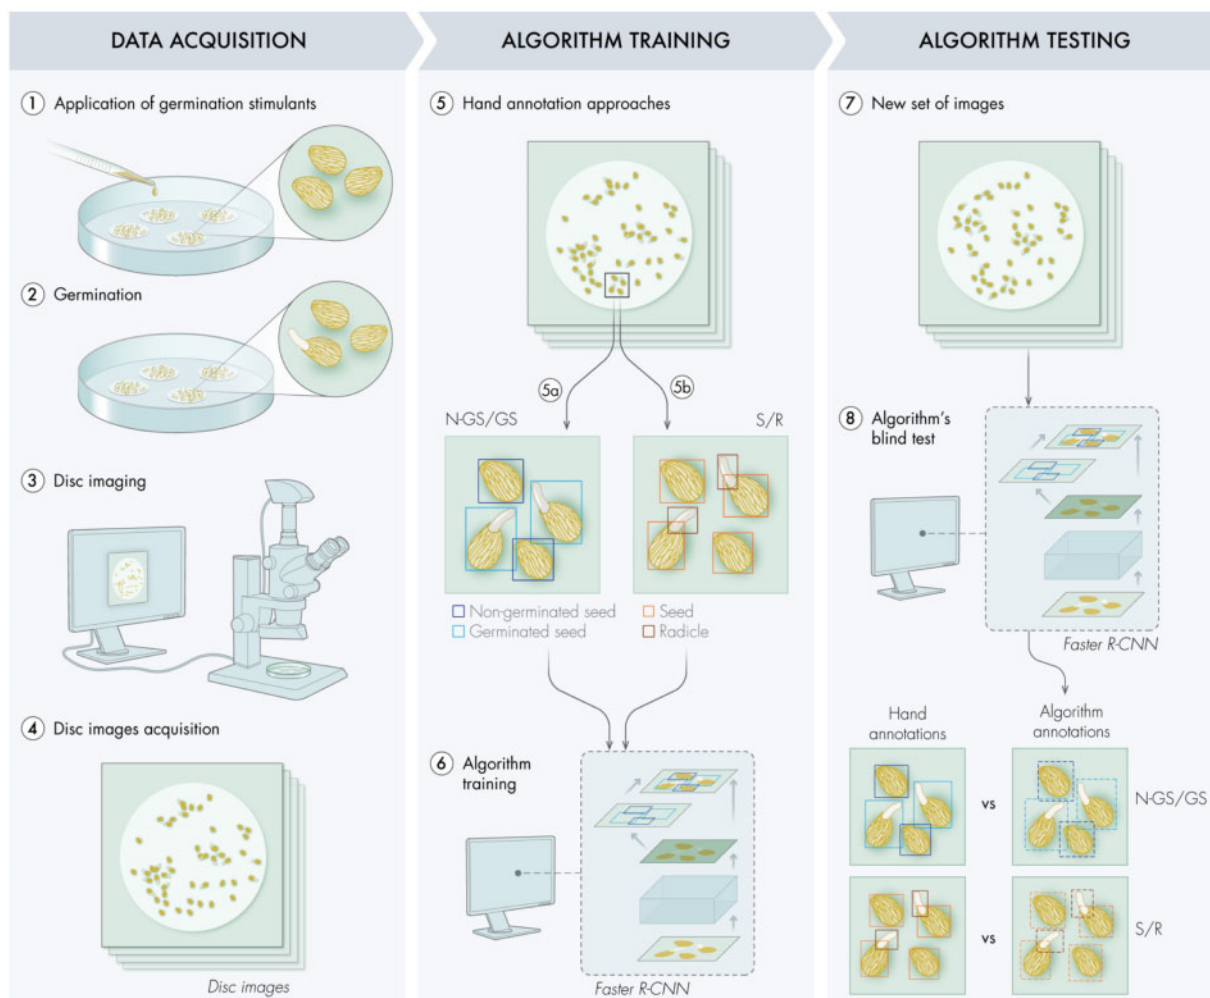 DATA ACQUISITION
1 Application of germination stimulants
2 Germination
3 Disc imaging
4 Disc images acquisition
Disc images
ALGORITHM TRAINING
5 Hand annotation approaches
5a
5b
N-GS/GS
S/R
Non-germinated seed
Germinated seed
Seed
Radicle
6 Algorithm
training
Faster R-CNN
ALGORITHM TESTING
7 New set of images
8 Algorithm's
blind test
Faster R-CNN
Hand
annotations
Algorithm
annotations
vs
N-GS/GS
vs
S/R